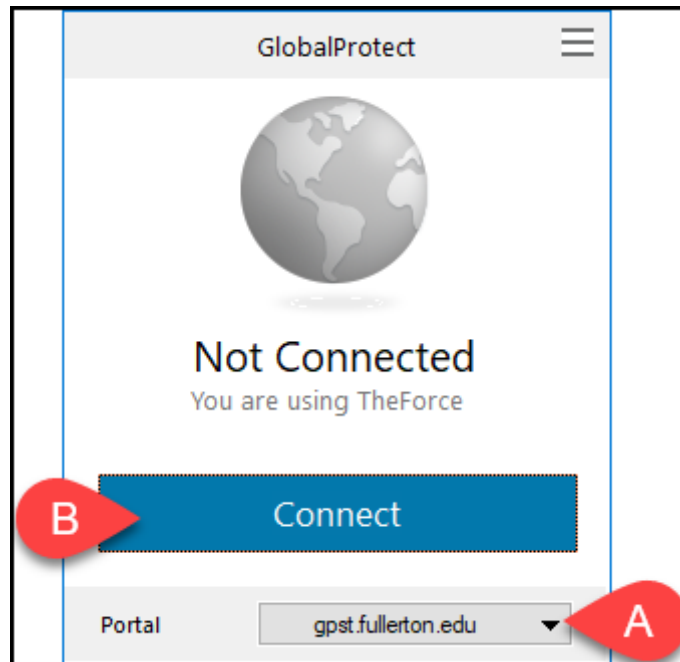 GlobalProtect
Not Connected
You are using TheForce
B
Connect
Portal
gpst.fullerton.edu
A